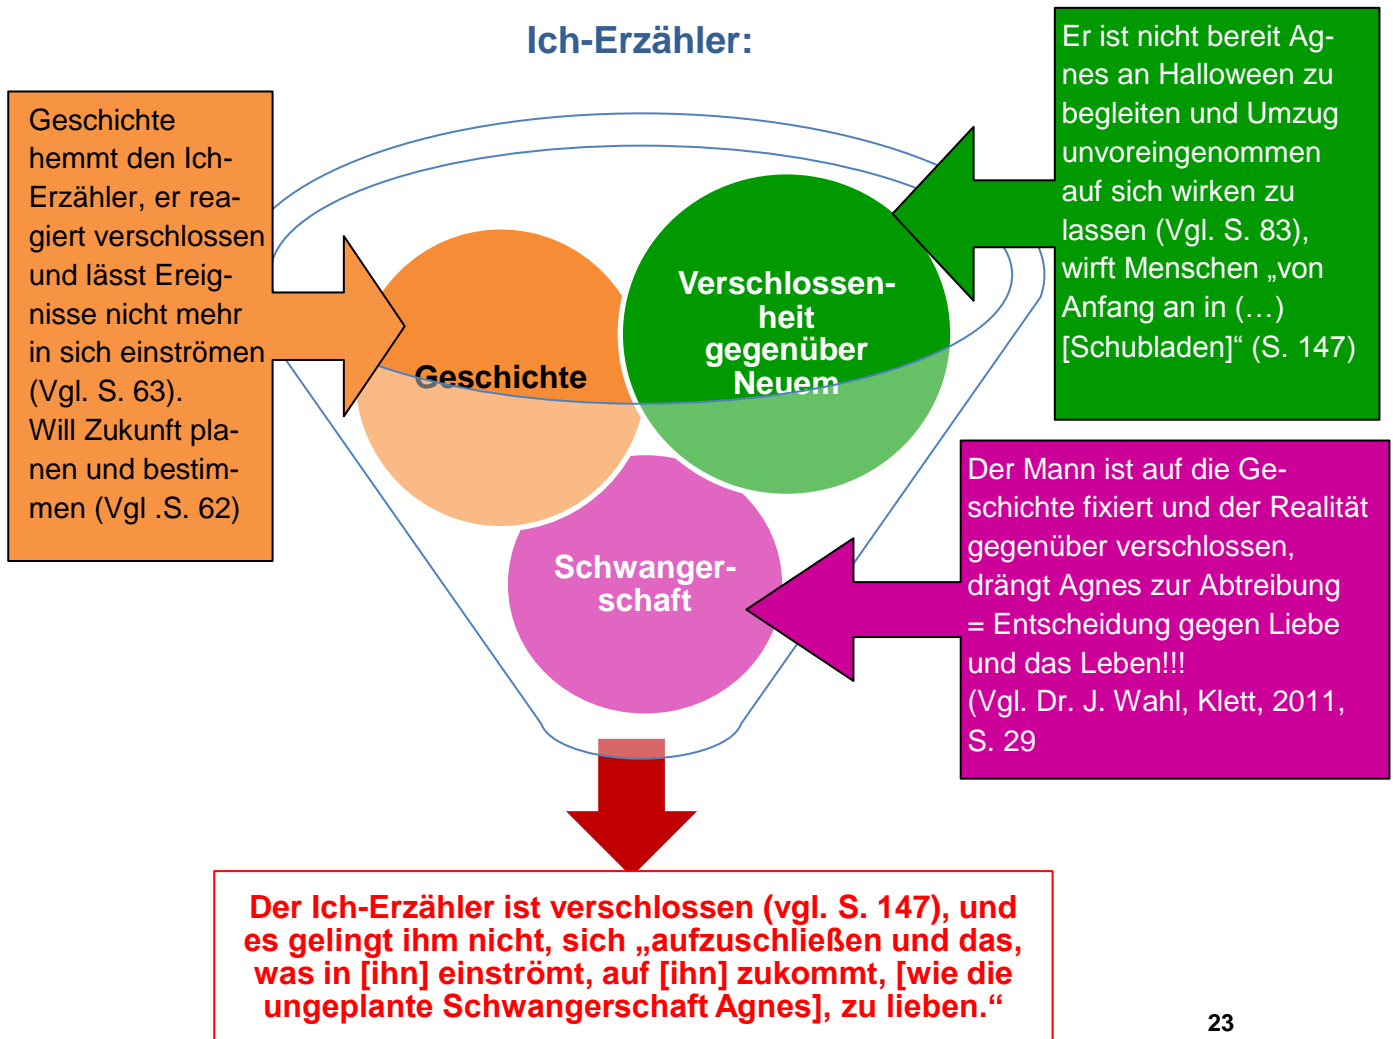 Ich-Erzähler:
Geschichte
hemmt den Ich-
Erzähler, er rea-
giert verschlossen
und lässt Ereig-
nisse nicht mehr
in sich einströmen
(Vgl. S. 63).
Will Zukunft pla-
nen und bestim-
men (Vgl .S. 62)
Er ist nicht bereit Ag-
nes an Halloween zu
begleiten und Umzug
unvoreingenommen
auf sich wirken zu
lassen (Vgl. S. 83),
wirft Menschen „von
Anfang an in (…)
[Schubladen]“ (S. 147)
Geschichte
Verschlossen-
heit
gegenüber
Neuem
Schwanger-
schaft
Der Mann ist auf die Ge-
schichte fixiert und der Realität
gegenüber verschlossen,
drängt Agnes zur Abtreibung
= Entscheidung gegen Liebe
und das Leben!!!
(Vgl. Dr. J. Wahl, Klett, 2011,
S. 29
Der Ich-Erzähler ist verschlossen (vgl. S. 147), und
es gelingt ihm nicht, sich „aufzuschließen und das,
was in [ihn] einströmt, auf [ihn] zukommt, [wie die
ungeplante Schwangerschaft Agnes], zu lieben.“
23